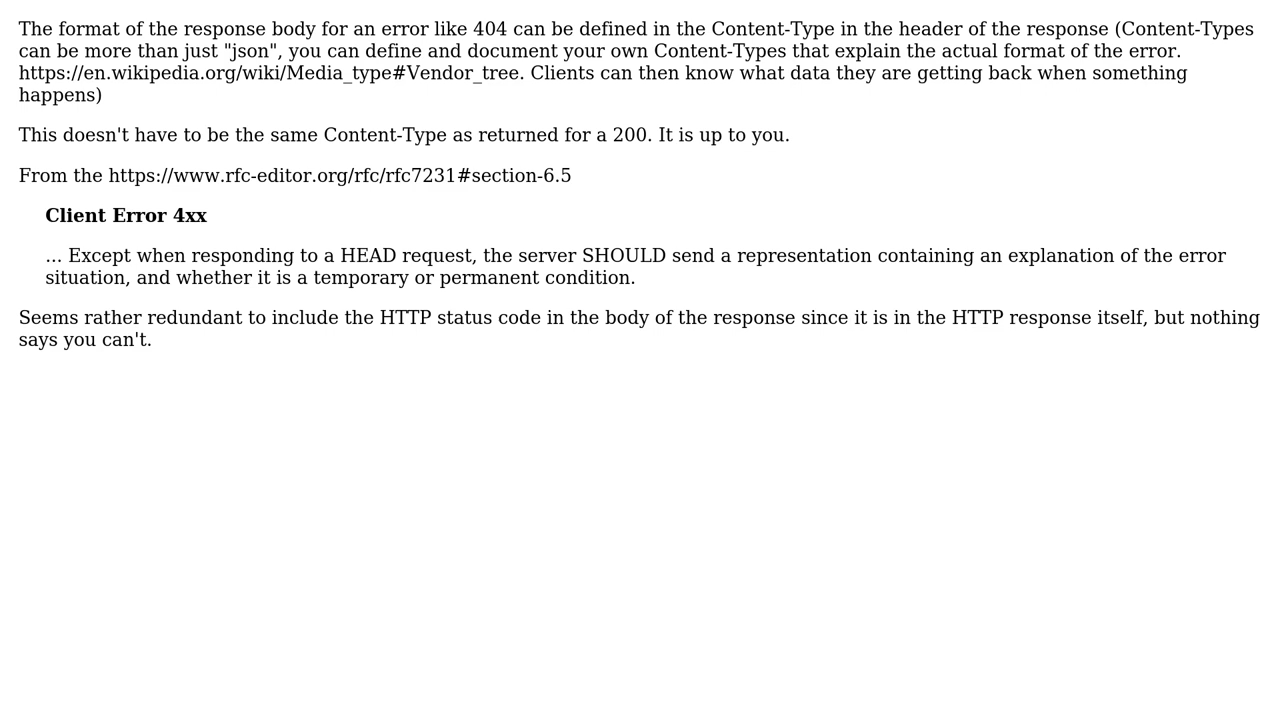 The format of the response body for an error like 404 can be defined in the Content-Type in the header of the response (Content-Types
can be more than just "json", you can define and document your own Content-Types that explain the actual format of the error.
https://en.wikipedia.org/wiki/Media_type#Vendor_tree. Clients can then know what data they are getting back when something
happens)
This doesn't have to be the same Content-Type as returned for a 200. It is up to you.
From the https://www.rfc-editor.org/rfc/rfc7231#section-6.5
Client Error 4xx
... Except when responding to a HEAD request, the server SHOULD send a representation containing an explanation of the error
situation, and whether it is a temporary or permanent condition.
Seems rather redundant to include the HTTP status code in the body of the response since it is in the HTTP response itself, but nothing
says you can't.